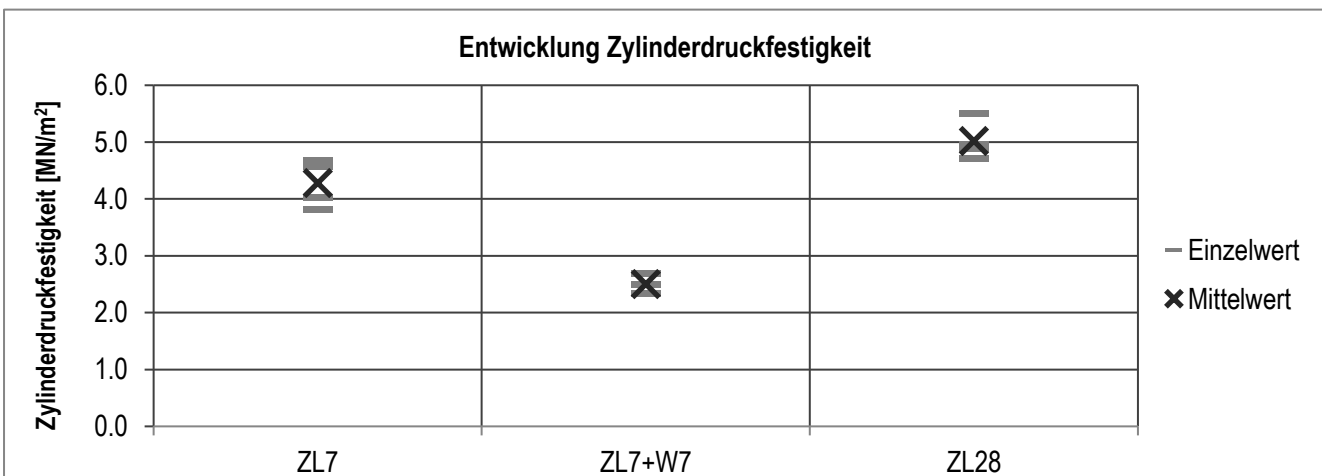 Entwicklung Zylinderdruckfestigkeit
Zylinderdruckfestigkeit [MN/m²]
6.0
5.0
4.0
3.0
2.0
1.0
0.0
ZL7
ZL7+W7
ZL28
Einzelwert
Mittelwert